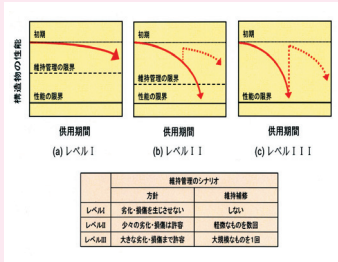 構造物の性能
初期
維持管理の限界
性能の限界
供用期間
(a) レベルⅠ
初期
維持管理の限界
性能の限界
供用期間
(b) レベルⅠⅠ
初期
性能の限界
供用期間
(c) レベルⅠⅠⅠ
維持管理のシナリオ
方針 維持補修
レベルⅠ 劣化・損傷を生じさせない しない
レベルⅡ 少々の劣化・損傷は許容 軽微なものを数回
レベルⅢ 大きな劣化・損傷まで許容 大規模なものを1回